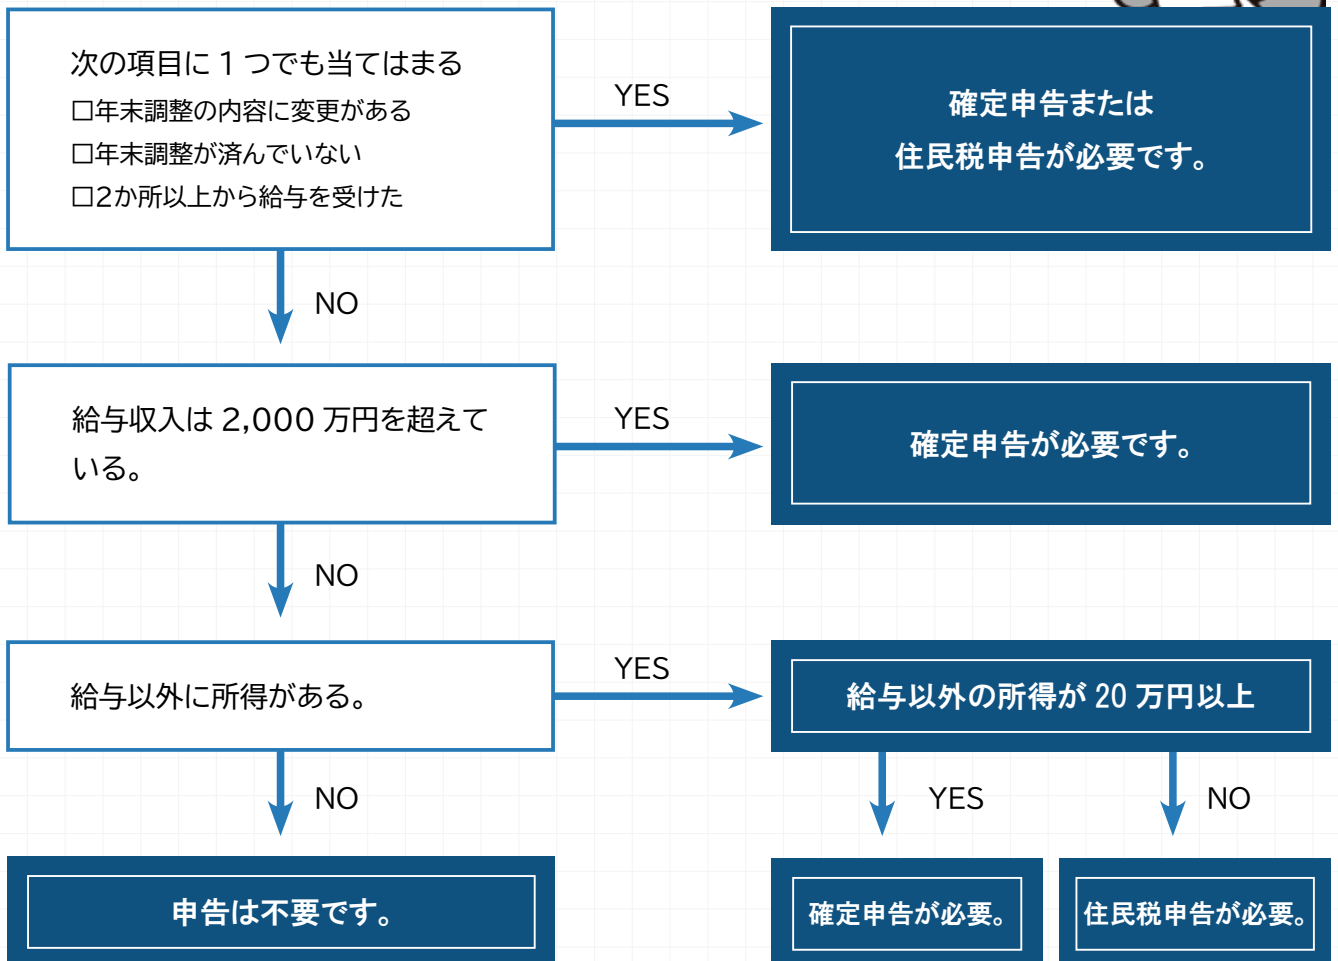 次の項目に 1 つでも当てはまる
□年末調整の内容に変更がある
□年末調整が済んでいない
□2か所以上から給与を受けた
YES
確定申告または
住民税申告が必要です。
NO
給与収入は 2,000 万円を超えて
いる。
YES
確定申告が必要です。
NO
給与以外に所得がある。
YES
給与以外の所得が 20 万円以上
NO
YES
NO
申告は不要です。
確定申告が必要。
住民税申告が必要。